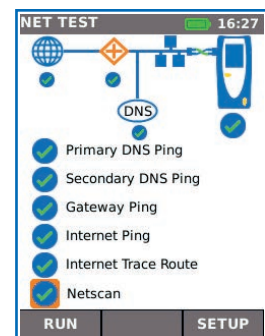 NET TEST 16:27
DNS
Primary DNS Ping
Secondary DNS Ping
Gateway Ping
Internet Ping
Internet Trace Route
Netscan
RUN SETUP